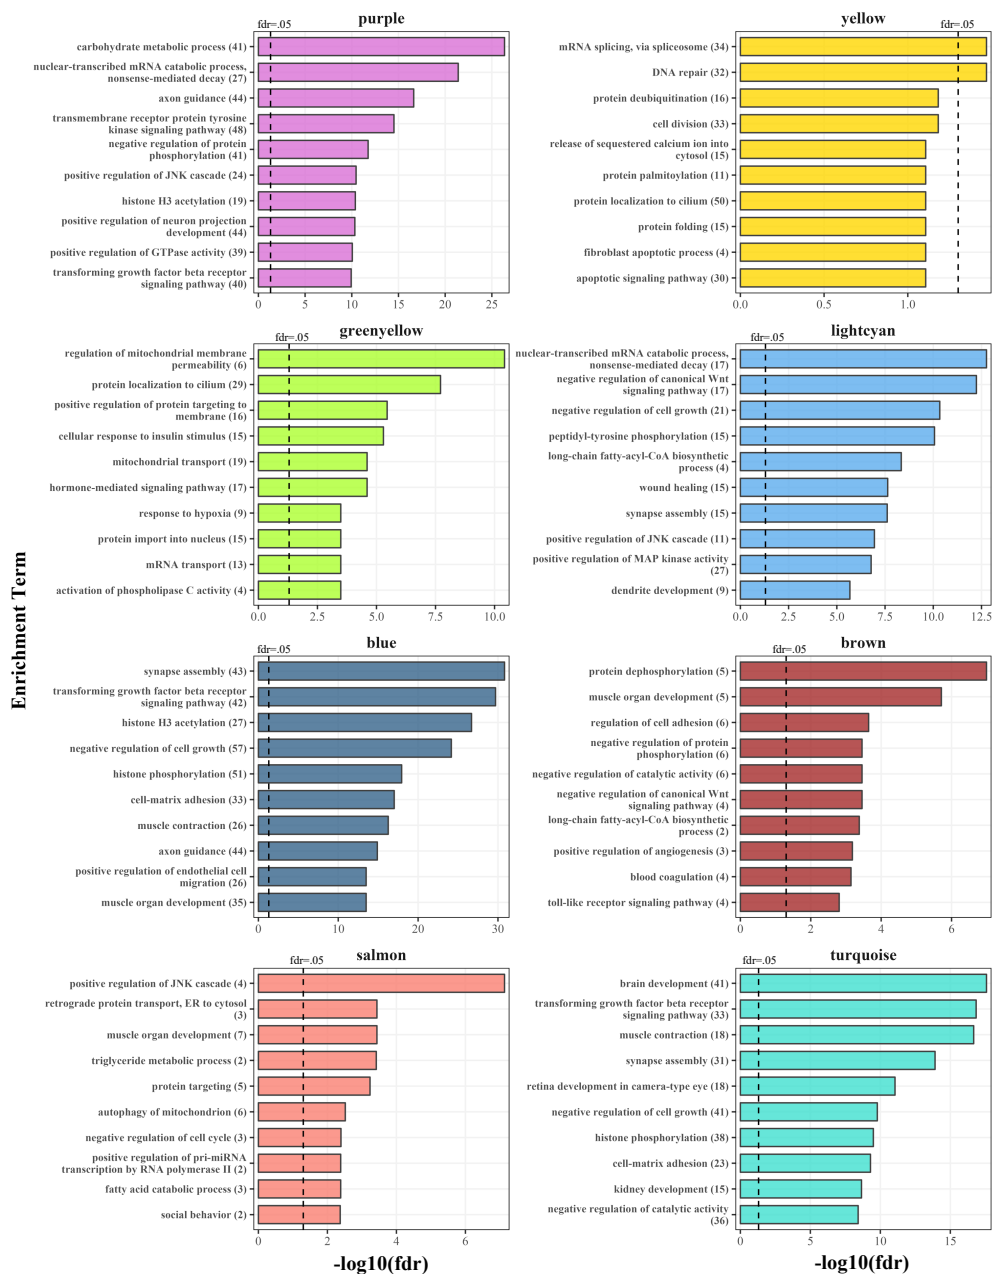 purple
fdr=.05
carbohydrate metabolic process (41)
nuclear-transcribed mRNA catabolic process,
nonsense-mediated decay (27)
axon guidance (44)
transmembrane receptor protein tyrosine
kinase signaling pathway (48)
negative regulation of protein
phosphorylation (41)
positive regulation of JNK cascade (24)
histone H3 acetylation (19)
positive regulation of neuron projection
development (44)
positive regulation of GTPase activity (39)
transforming growth factor beta receptor
signaling pathway (40)
0 5 10 15 20 25
yellow
fdr=.05
mRNA splicing, via spliceosome (34)
DNA repair (32)
protein deubiquitination (16)
cell division (33)
release of sequestered calcium ion into
cytosol (15)
protein palmitoylation (11)
protein localization to cilium (50)
protein folding (15)
fibroblast apoptotic process (4)
apoptotic signaling pathway (30)
0.0 0.5 1.0
greenyellow
fdr=.05
regulation of mitochondrial membrane
permeability (6)
protein localization to cilium (29)
positive regulation of protein targeting to
membrane (16)
cellular response to insulin stimulus (15)
mitochondrial transport (19)
hormone-mediated signaling pathway (17)
response to hypoxia (9)
protein import into nucleus (15)
mRNA transport (13)
activation of phospholipase C activity (4)
0.0 2.5 5.0 7.5 10.0
lightcyan
fdr=.05
nuclear-transcribed mRNA catabolic process,
nonsense-mediated decay (17)
negative regulation of canonical Wnt
signaling pathway (17)
negative regulation of cell growth (21)
peptidyl-tyrosine phosphorylation (15)
long-chain fatty-acyl-CoA biosynthetic
process (4)
wound healing (15)
synapse assembly (15)
positive regulation of JNK cascade (11)
positive regulation of MAP kinase activity
(27)
dendrite development (9)
0.0 2.5 5.0 7.5 10.0 12.5
Enrichment Term
blue
fdr=.05
synapse assembly (43)
transforming growth factor beta receptor
signaling pathway (42)
histone H3 acetylation (27)
negative regulation of cell growth (57)
histone phosphorylation (51)
cell-matrix adhesion (33)
muscle contraction (26)
axon guidance (44)
positive regulation of endothelial cell
migration (26)
muscle organ development (35)
0 10 20 30
brown
fdr=.05
protein dephosphorylation (5)
muscle organ development (5)
regulation of cell adhesion (6)
negative regulation of protein
phosphorylation (6)
negative regulation of catalytic activity (6)
negative regulation of canonical Wnt
signaling pathway (4)
long-chain fatty-acyl-CoA biosynthetic
process (2)
positive regulation of angiogenesis (3)
blood coagulation (4)
toll-like receptor signaling pathway (4)
0 2 4 6
salmon
fdr=.05
positive regulation of JNK cascade (4)
retrograde protein transport, ER to cytosol
(3)
muscle organ development (7)
triglyceride metabolic process (2)
protein targeting (5)
autophagy of mitochondrion (6)
negative regulation of cell cycle (3)
positive regulation of pri-miRNA
transcription by RNA polymerase II (2)
fatty acid catabolic process (3)
social behavior (2)
0 2 4 6
-log10(fdr)
turquoise
fdr=.05
brain development (41)
transforming growth factor beta receptor
signaling pathway (33)
muscle contraction (18)
synapse assembly (31)
retina development in camera-type eye (18)
negative regulation of cell growth (41)
histone phosphorylation (38)
cell-matrix adhesion (23)
kidney development (15)
negative regulation of catalytic activity
(36)
0 5 10 15
-log10(fdr)